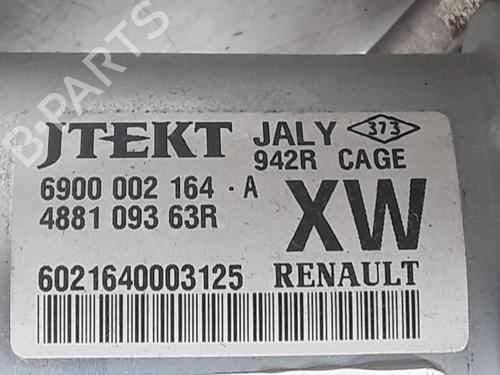 B-PARTS
JTEKT JALY 373
942R CAGE
6900 002 164 - A
4881 093 63R
XW
6021640003125 RENAULT